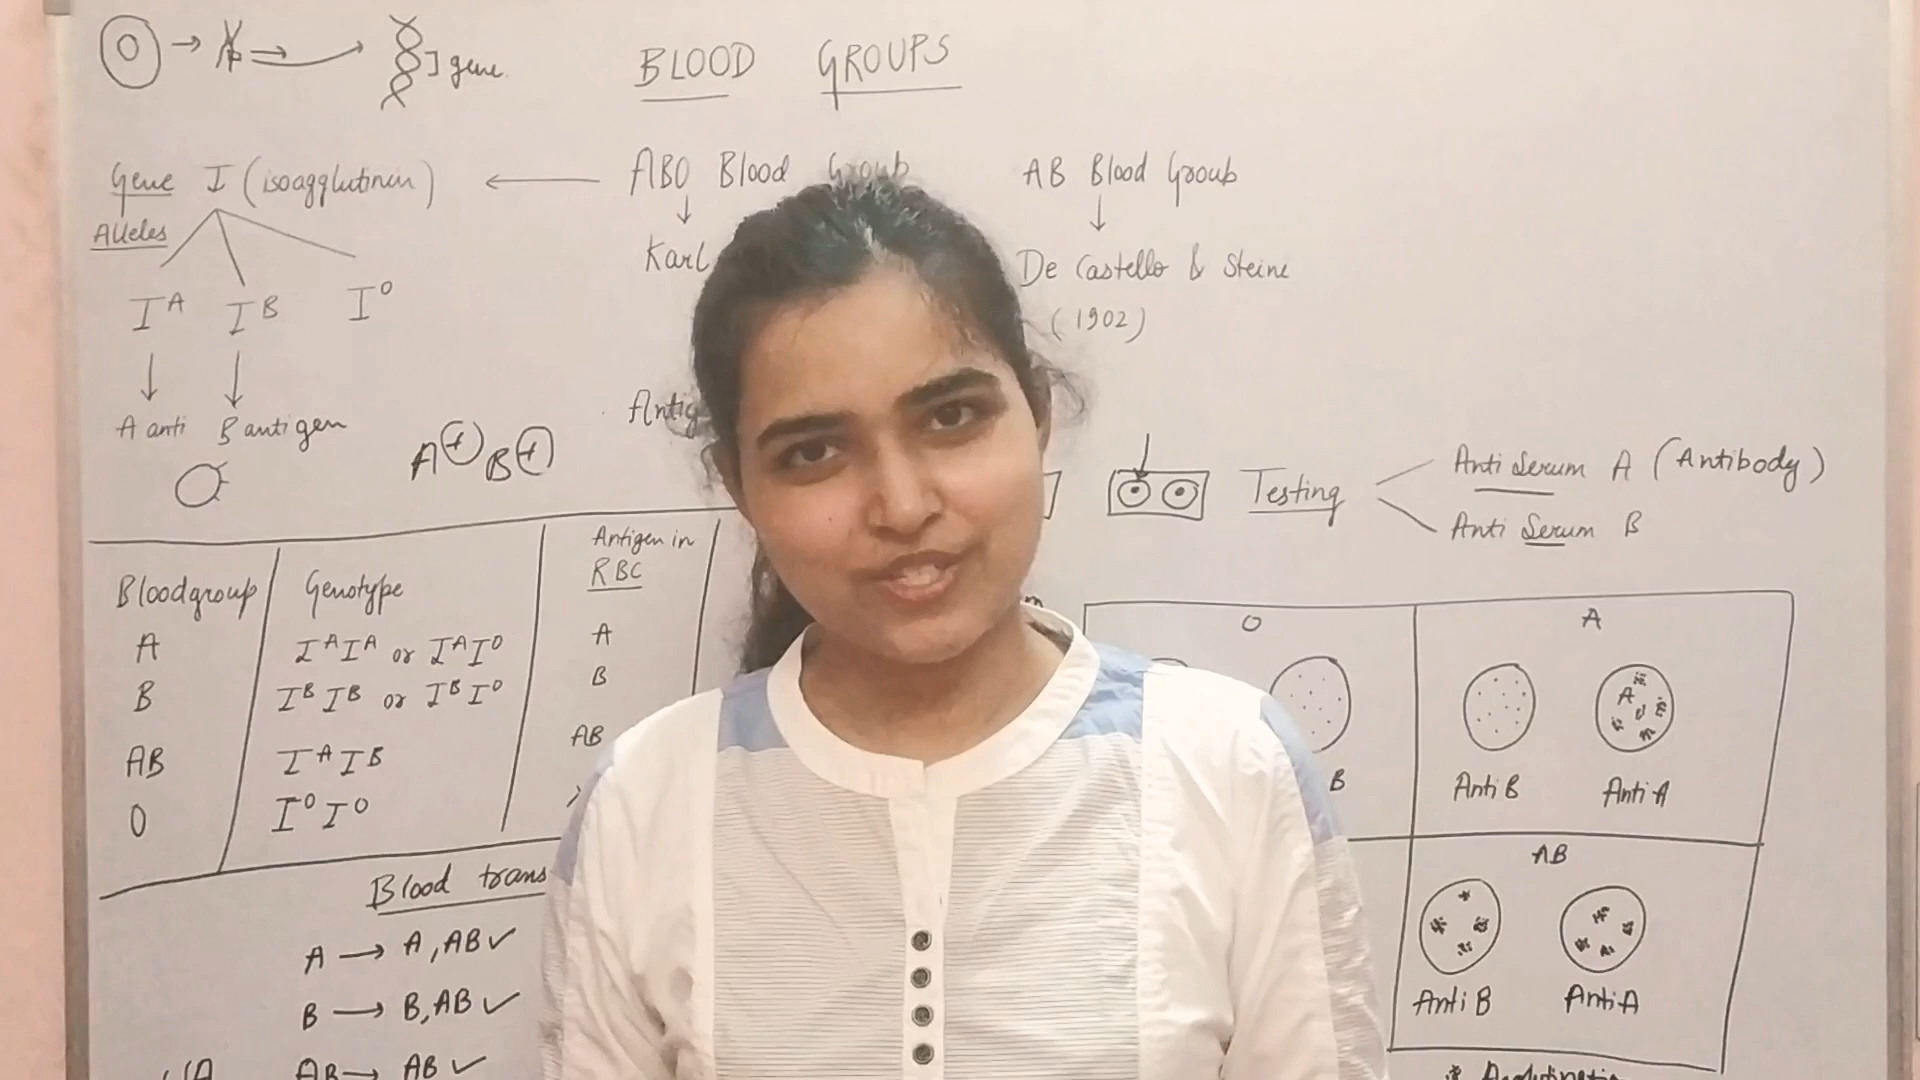 gene
BLOOD GROUPS
Gene I (isoagglutinin) ← ABO Blood Group
AB Blood Group
Alleles
↓ Karl
↓ De Castello & Steine
(1902)
I^A I^B I^O
↓ ↓
A anti B antigen
A⊕ B⊕
Antig
Testing
Anti Serum A (Antibody)
Anti Serum B
Bloodgroup Genotype Antigen in RBC
A I^A I^A or I^A I^O A
B I^B I^B or I^B I^O B
AB I^A I^B AB
O I^O I^O
O
B
A
A
Anti B Anti A
AB
Anti B Anti A
Blood trans
A → A, AB ✓
B → B, AB ✓
AB → AB ✓